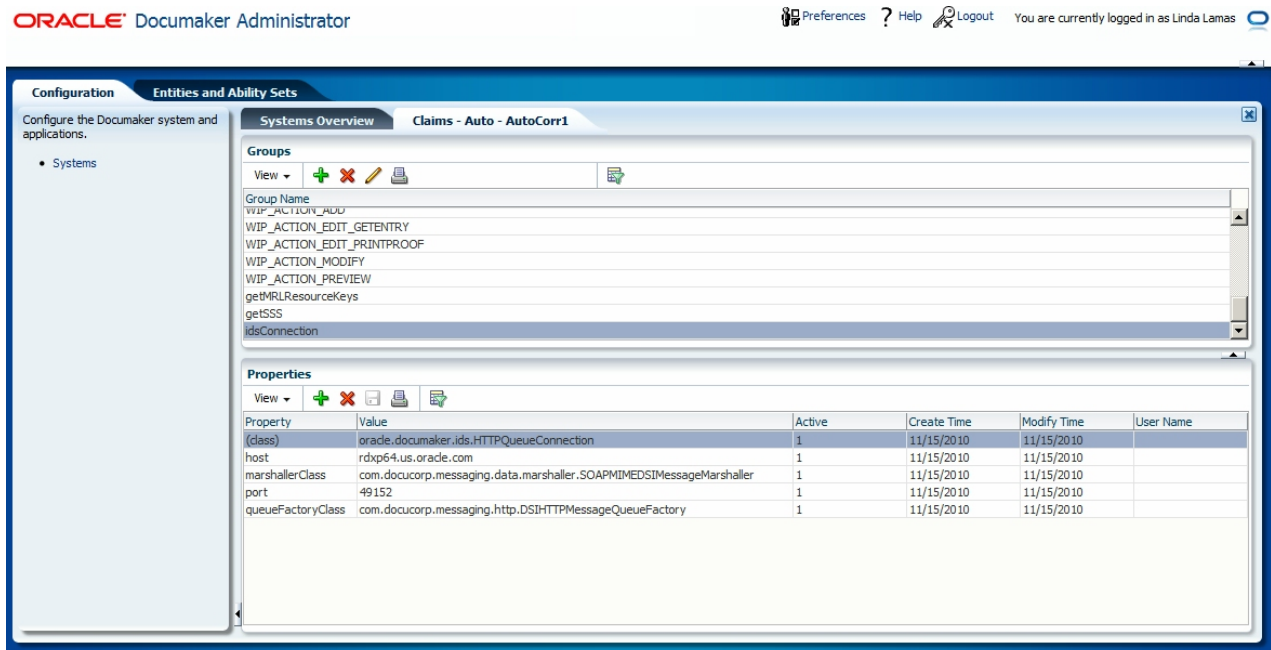 ORACLE Documaker Administrator
Preferences ? Help Logout You are currently logged in as Linda Lamas
Configuration Entities and Ability Sets
Configure the Documaker system and applications.
• Systems
Systems Overview Claims - Auto - AutoCorr1
Groups
View
Group Name
WIP_ACTION_ADD
WIP_ACTION_EDIT_GETENTRY
WIP_ACTION_EDIT_PRINTPROOF
WIP_ACTION_MODIFY
WIP_ACTION_PREVIEW
getMRLResourceKeys
getSSS
idsConnection
Properties
View
Property Value Active Create Time Modify Time User Name
(class) oracle.documaker.ids.HTTPQueueConnection 1 11/15/2010 11/15/2010
host rdxp64.us.oracle.com 1 11/15/2010 11/15/2010
marshallerClass com.docucorp.messaging.data.marshaller.SOAPMIMEDSIMessageMarshaller 1 11/15/2010 11/15/2010
port 49152 1 11/15/2010 11/15/2010
queueFactoryClass com.docucorp.messaging.http.DSIHTTPMessageQueueFactory 1 11/15/2010 11/15/2010